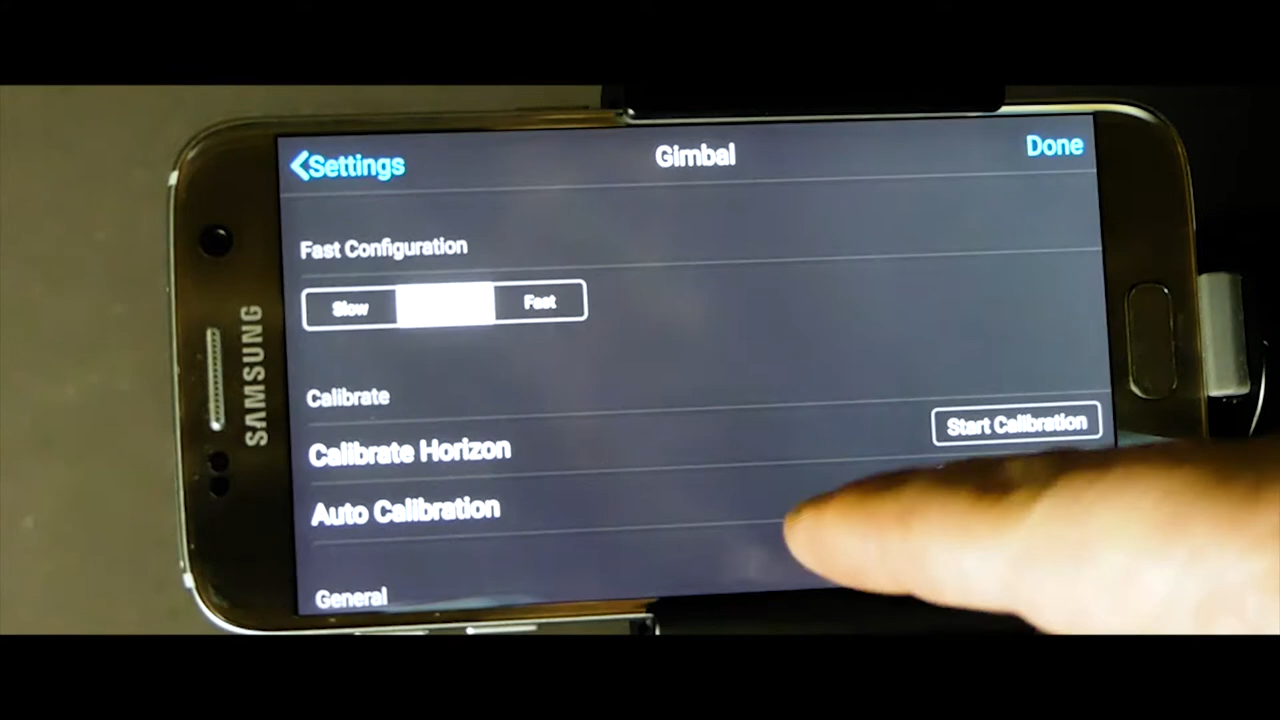 Settings
Gimbal
Done
Fast Configuration
Slow
Fast
Calibrate
Calibrate Horizon
Start Calibration
Auto Calibration
General
SAMSUNG